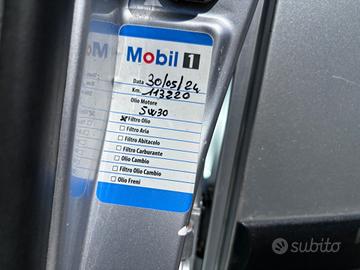 Mobil 1
Data 30/05/24
Km. 113220
Olio Motore
5W30
Filtro Olio
Filtro Aria
Filtro Abitacolo
Filtro Carburante
Olio Cambio
Filtro Olio Cambio
Olio Freni
subito